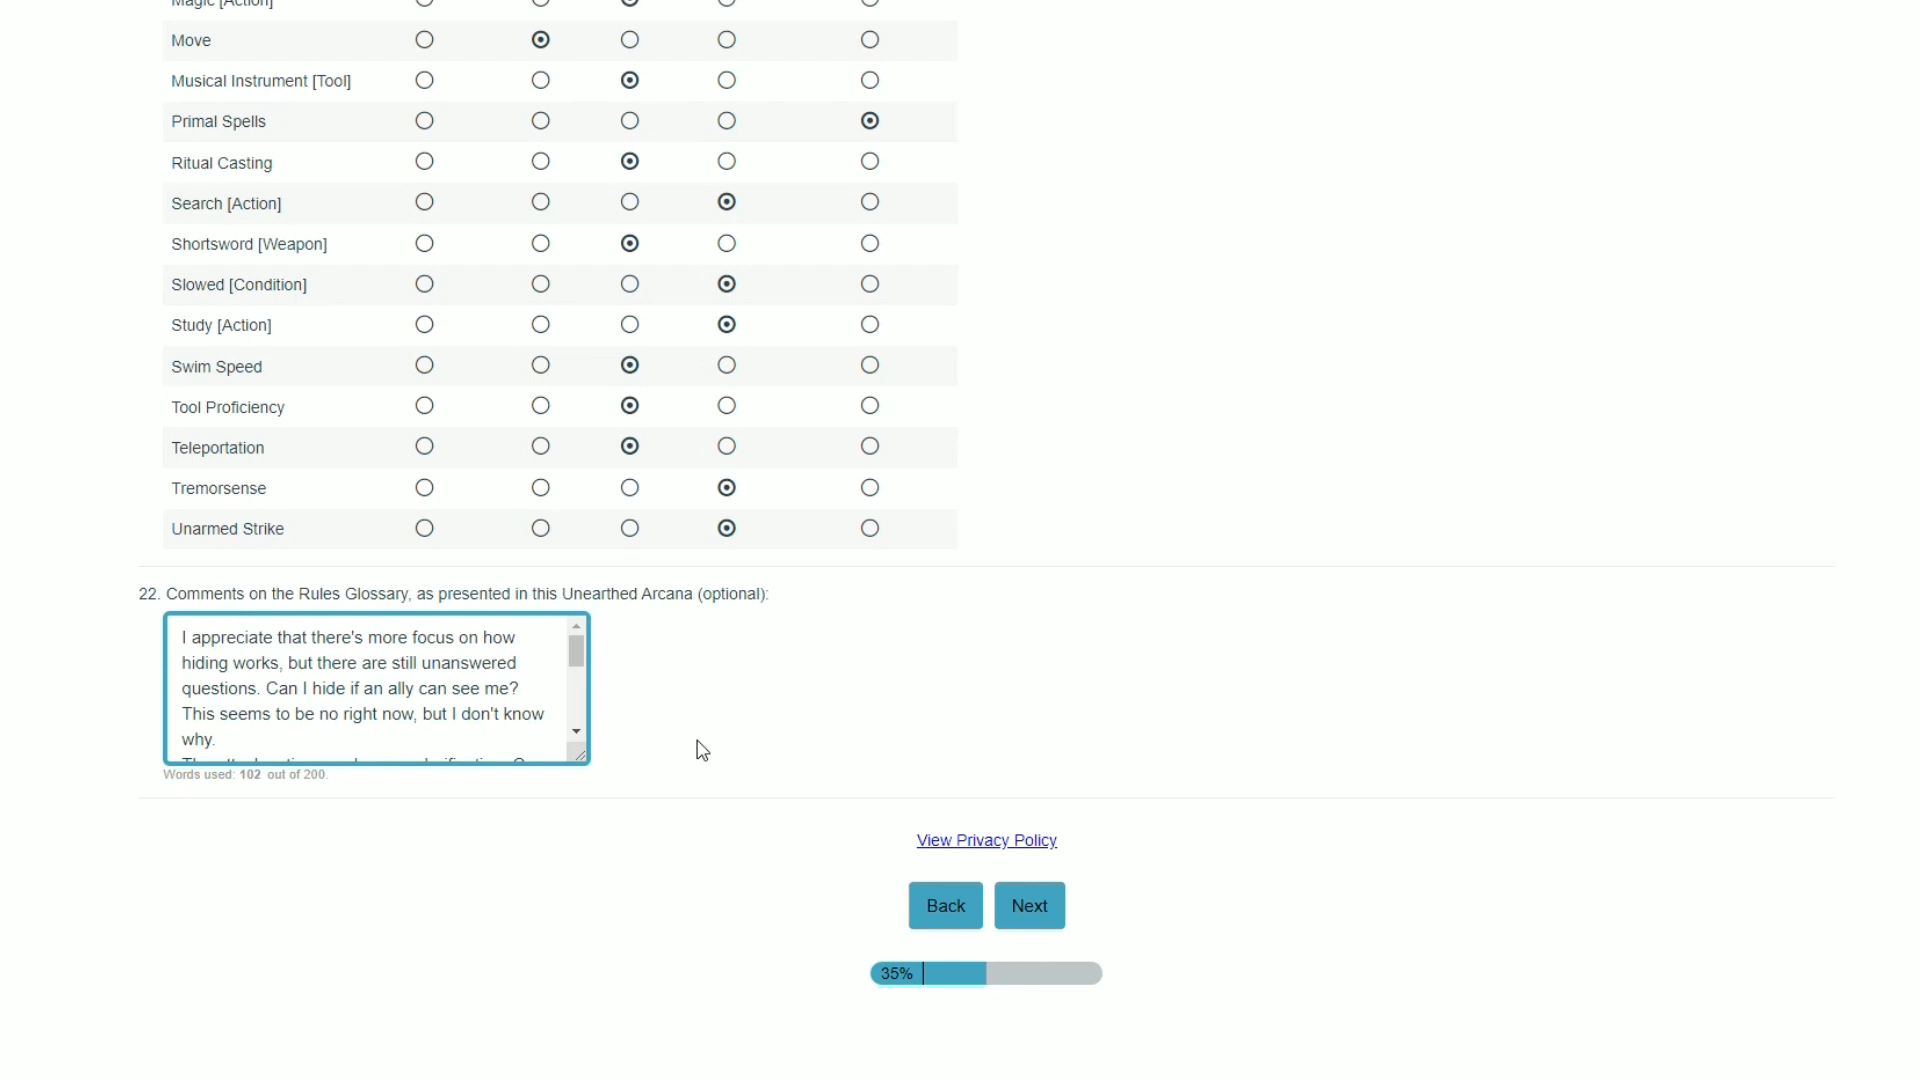 Magic [Action]
Move
Musical Instrument [Tool]
Primal Spells
Ritual Casting
Search [Action]
Shortsword [Weapon]
Slowed [Condition]
Study [Action]
Swim Speed
Tool Proficiency
Teleportation
Tremorsense
Unarmed Strike
22. Comments on the Rules Glossary, as presented in this Unearthed Arcana (optional):
I appreciate that there's more focus on how
hiding works, but there are still unanswered
questions. Can I hide if an ally can see me?
This seems to be no right now, but I don't know
why.
Words used: 102 out of 200.
View Privacy Policy
Back Next
35%